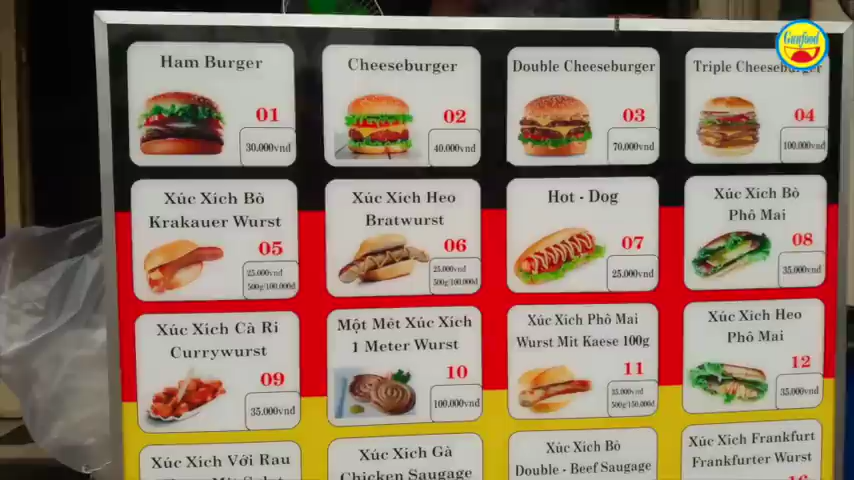 Gunfood
Ham Burger
01
30.000vnd
Cheeseburger
02
40.000vnd
Double Cheeseburger
03
70.000vnd
Triple Cheeseburger
04
100.000vnd
Xúc Xích Bò
Krakauer Wurst
05
25.000vnd
500g/100.000đ
Xúc Xích Heo
Bratwurst
06
25.000vnd
500g/100.000đ
Hot - Dog
07
25.000vnd
Xúc Xích Bò
Phô Mai
08
35.000vnd
Xúc Xích Cà Ri
Currywurst
09
35.000vnd
Một Mét Xúc Xích
1 Meter Wurst
10
100.000vnd
Xúc Xích Phô Mai
Wurst Mit Kaese 100g
11
35.000vnd
500g/150.000đ
Xúc Xích Heo
Phô Mai
12
35.000vnd
Xúc Xích Với Rau
Mit Salat
Xúc Xích Gà
Chicken Saugage
Xúc Xích Bò
Double - Beef Saugage
Xúc Xích Frankfurt
Frankfurter Wurst
16